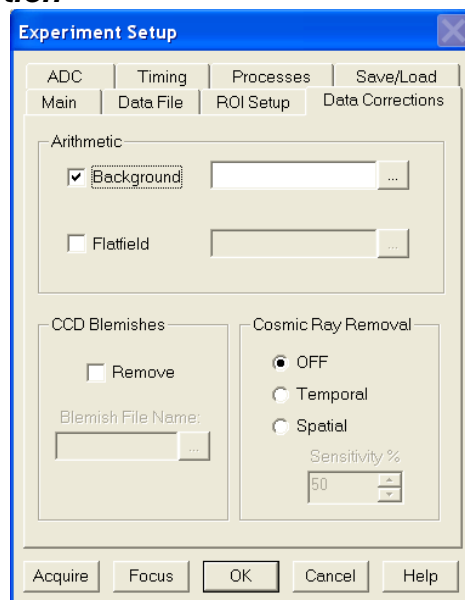 Experiment Setup
ADC Timing Processes Save/Load
Main Data File ROI Setup Data Corrections
Arithmetic
Background ...
Flatfield ...
CCD Blemishes
Remove
Blemish File Name:
...
Cosmic Ray Removal
OFF
Temporal
Spatial
Sensitivity %
50
Acquire Focus OK Cancel Help